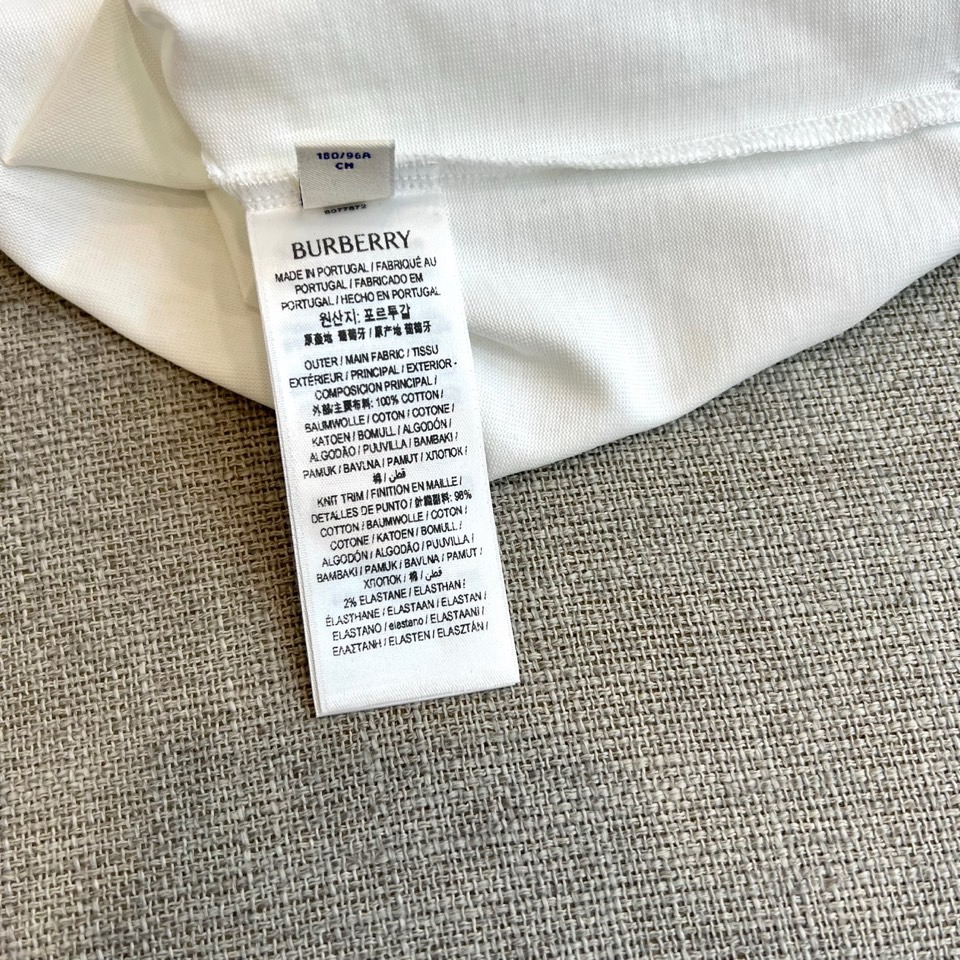 180/96A
CN
8077872
BURBERRY
MADE IN PORTUGAL / FABRIQUÉ AU
PORTUGAL / FABRICADO EM
PORTUGAL / HECHO EN PORTUGAL
원산지: 포르투갈
原產地 葡萄牙 / 原产地 葡萄牙
OUTER / MAIN FABRIC / TISSU
EXTÉRIEUR / PRINCIPAL / EXTERIOR -
COMPOSICION PRINCIPAL /
外部/主要布料: 100% COTTON /
BAUMWOLLE / COTON / COTONE /
KATOEN / BOMULL / ALGODÓN /
ALGODÃO / PUUVILLA / BAMBAKI /
PAMUK / BAVLNA / PAMUT / ХЛОПОК /
棉 / قطن
KNIT TRIM / FINITION EN MAILLE /
DETALLES DE PUNTO / 針織副料: 98%
COTTON / BAUMWOLLE / COTON /
COTONE / KATOEN / BOMULL /
ALGODÓN / ALGODÃO / PUUVILLA /
BAMBAKI / PAMUK / BAVLNA / PAMUT /
ХЛОПОК / 棉 / قطن
2% ELASTANE / ELASTHAN /
ÉLASTHANE / ELASTAAN / ELASTAN /
ELASTANO / elastano / ELASTAANI /
ΕΛΑΣΤΑΝΗ / ELASTEN / ELASZTÁN /